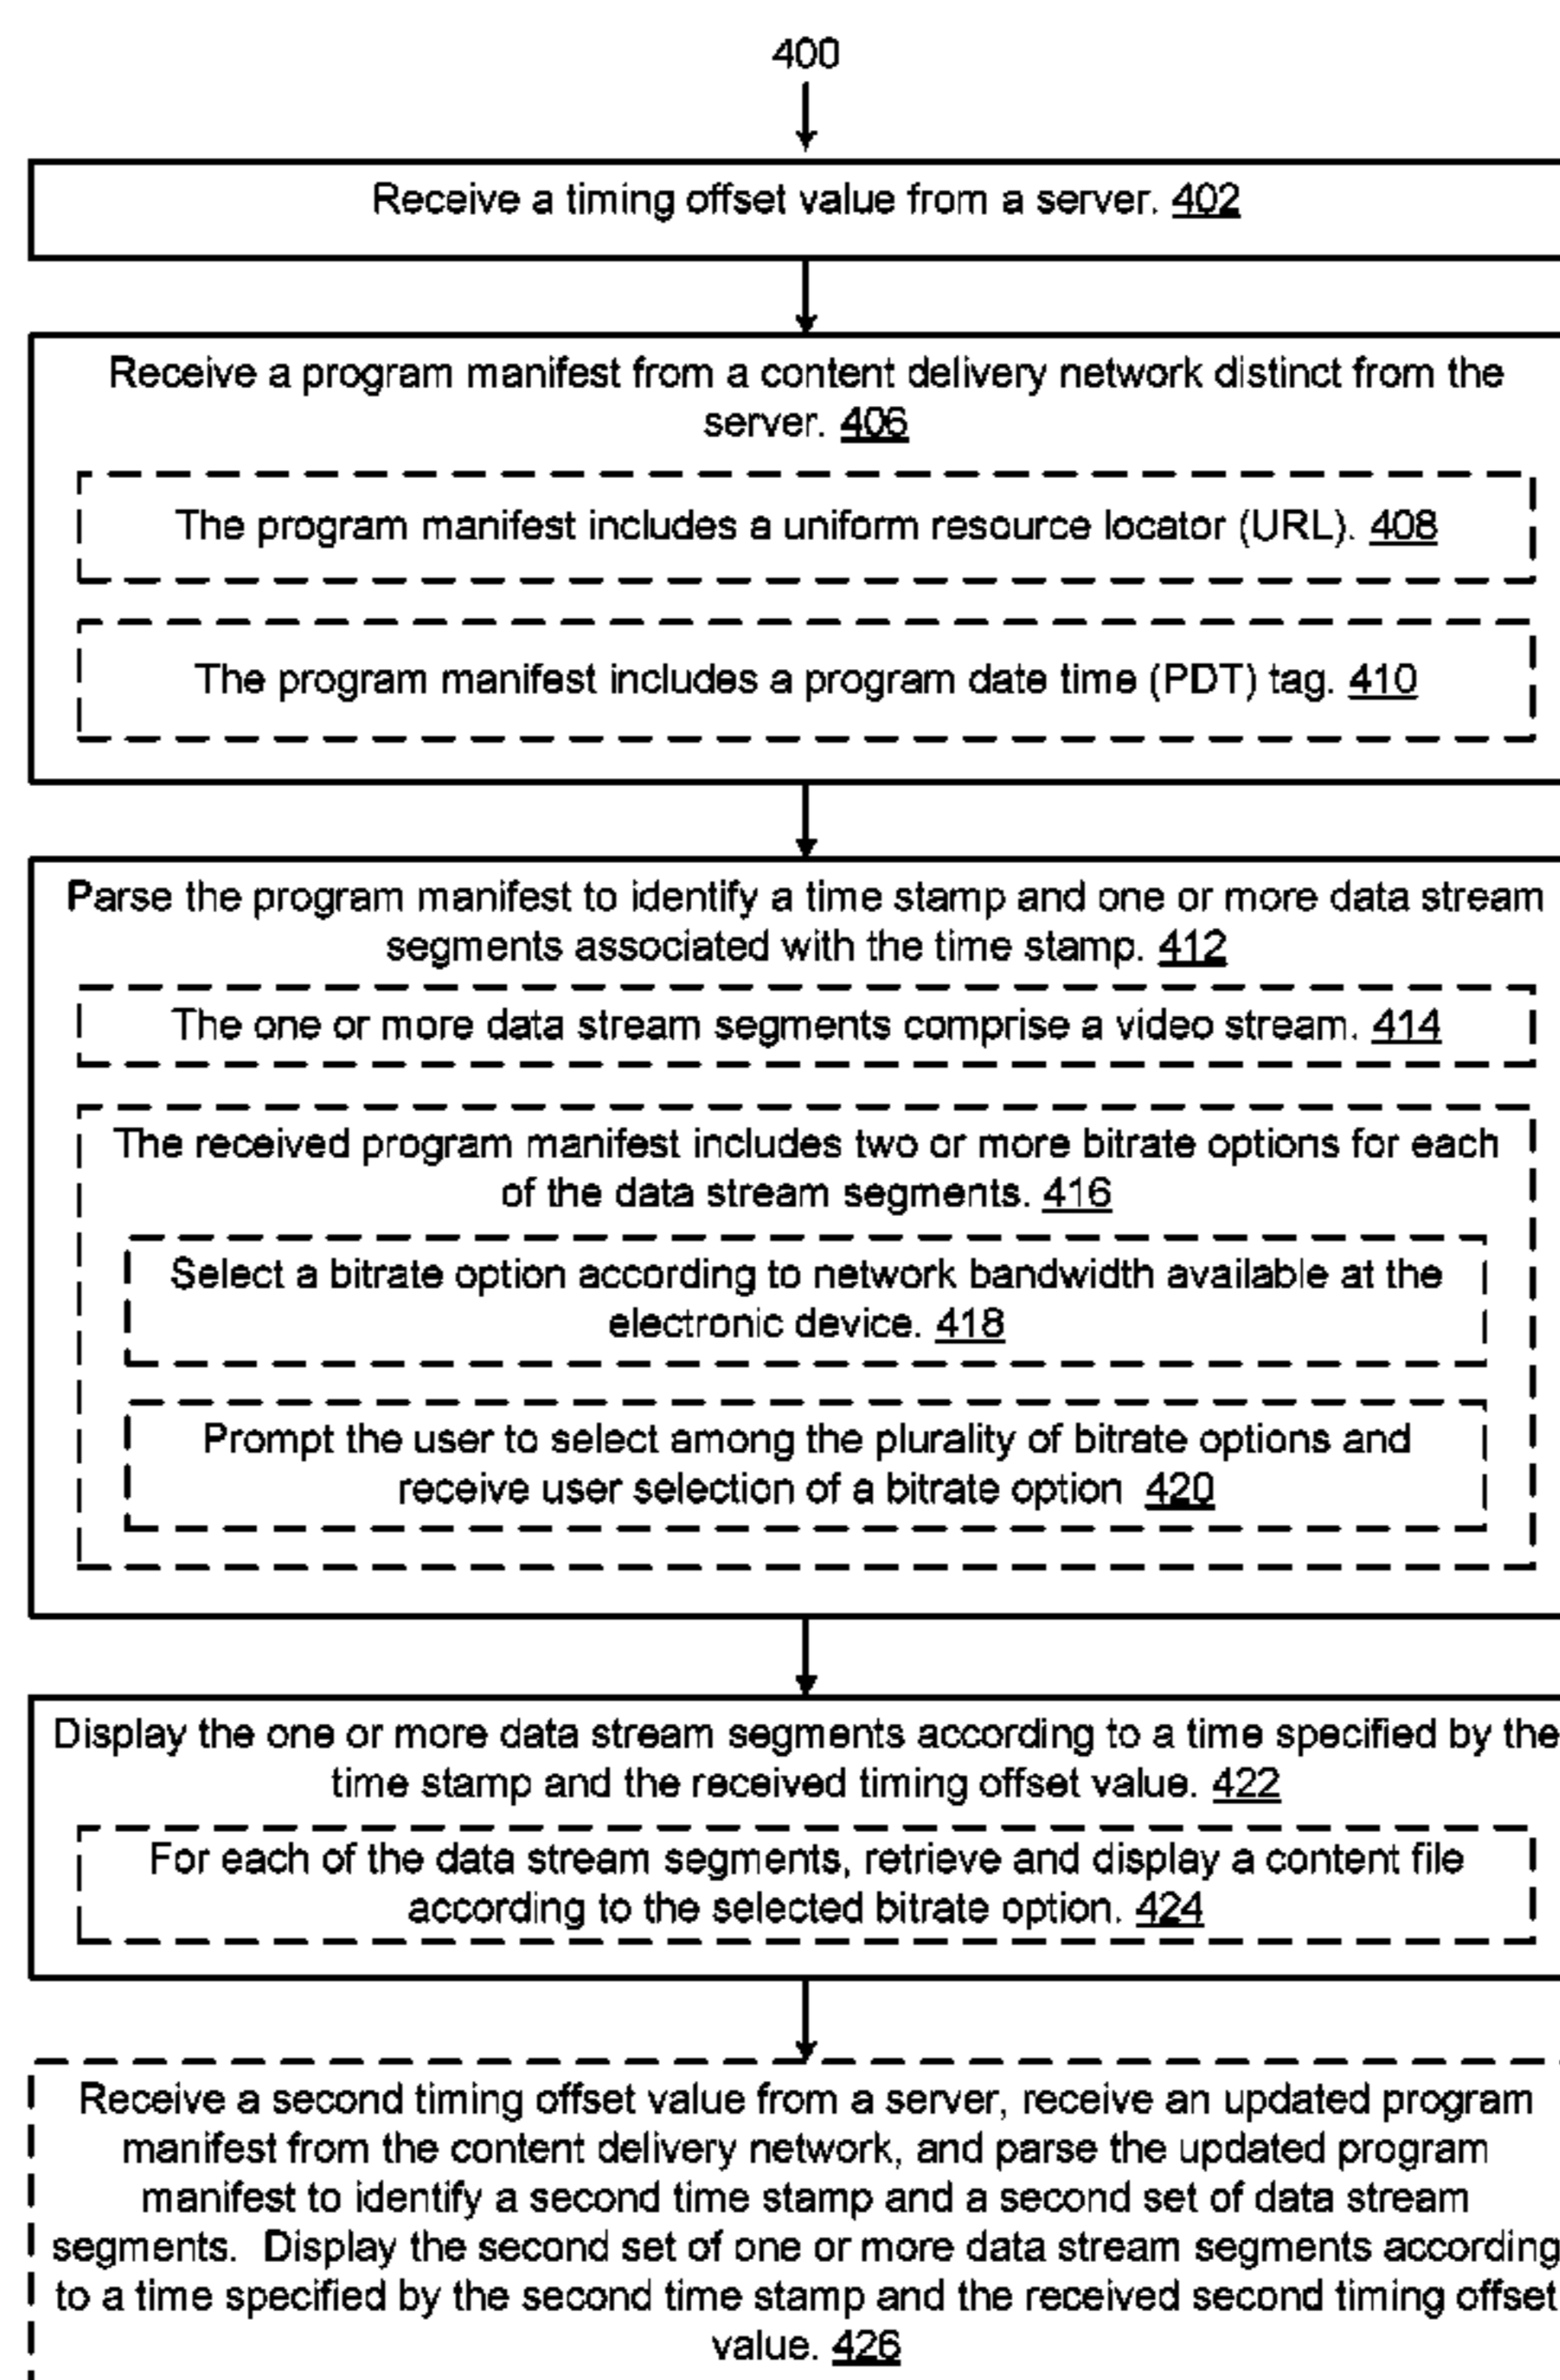 400
Receive a timing offset value from a server. 402
Receive a program manifest from a content delivery network distinct from the
server. 406
The program manifest includes a uniform resource locator (URL). 408
The program manifest includes a program date time (PDT) tag. 410
Parse the program manifest to identify a time stamp and one or more data stream
segments associated with the time stamp. 412
The one or more data stream segments comprise a video stream. 414
The received program manifest includes two or more bitrate options for each
of the data stream segments. 416
Select a bitrate option according to network bandwidth available at the
electronic device. 418
Prompt the user to select among the plurality of bitrate options and
receive user selection of a bitrate option 420
Display the one or more data stream segments according to a time specified by the
time stamp and the received timing offset value. 422
For each of the data stream segments, retrieve and display a content file
according to the selected bitrate option. 424
Receive a second timing offset value from a server, receive an updated program
manifest from the content delivery network, and parse the updated program
manifest to identify a second time stamp and a second set of data stream
segments. Display the second set of one or more data stream segments according
to a time specified by the second time stamp and the received second timing offset
value. 426